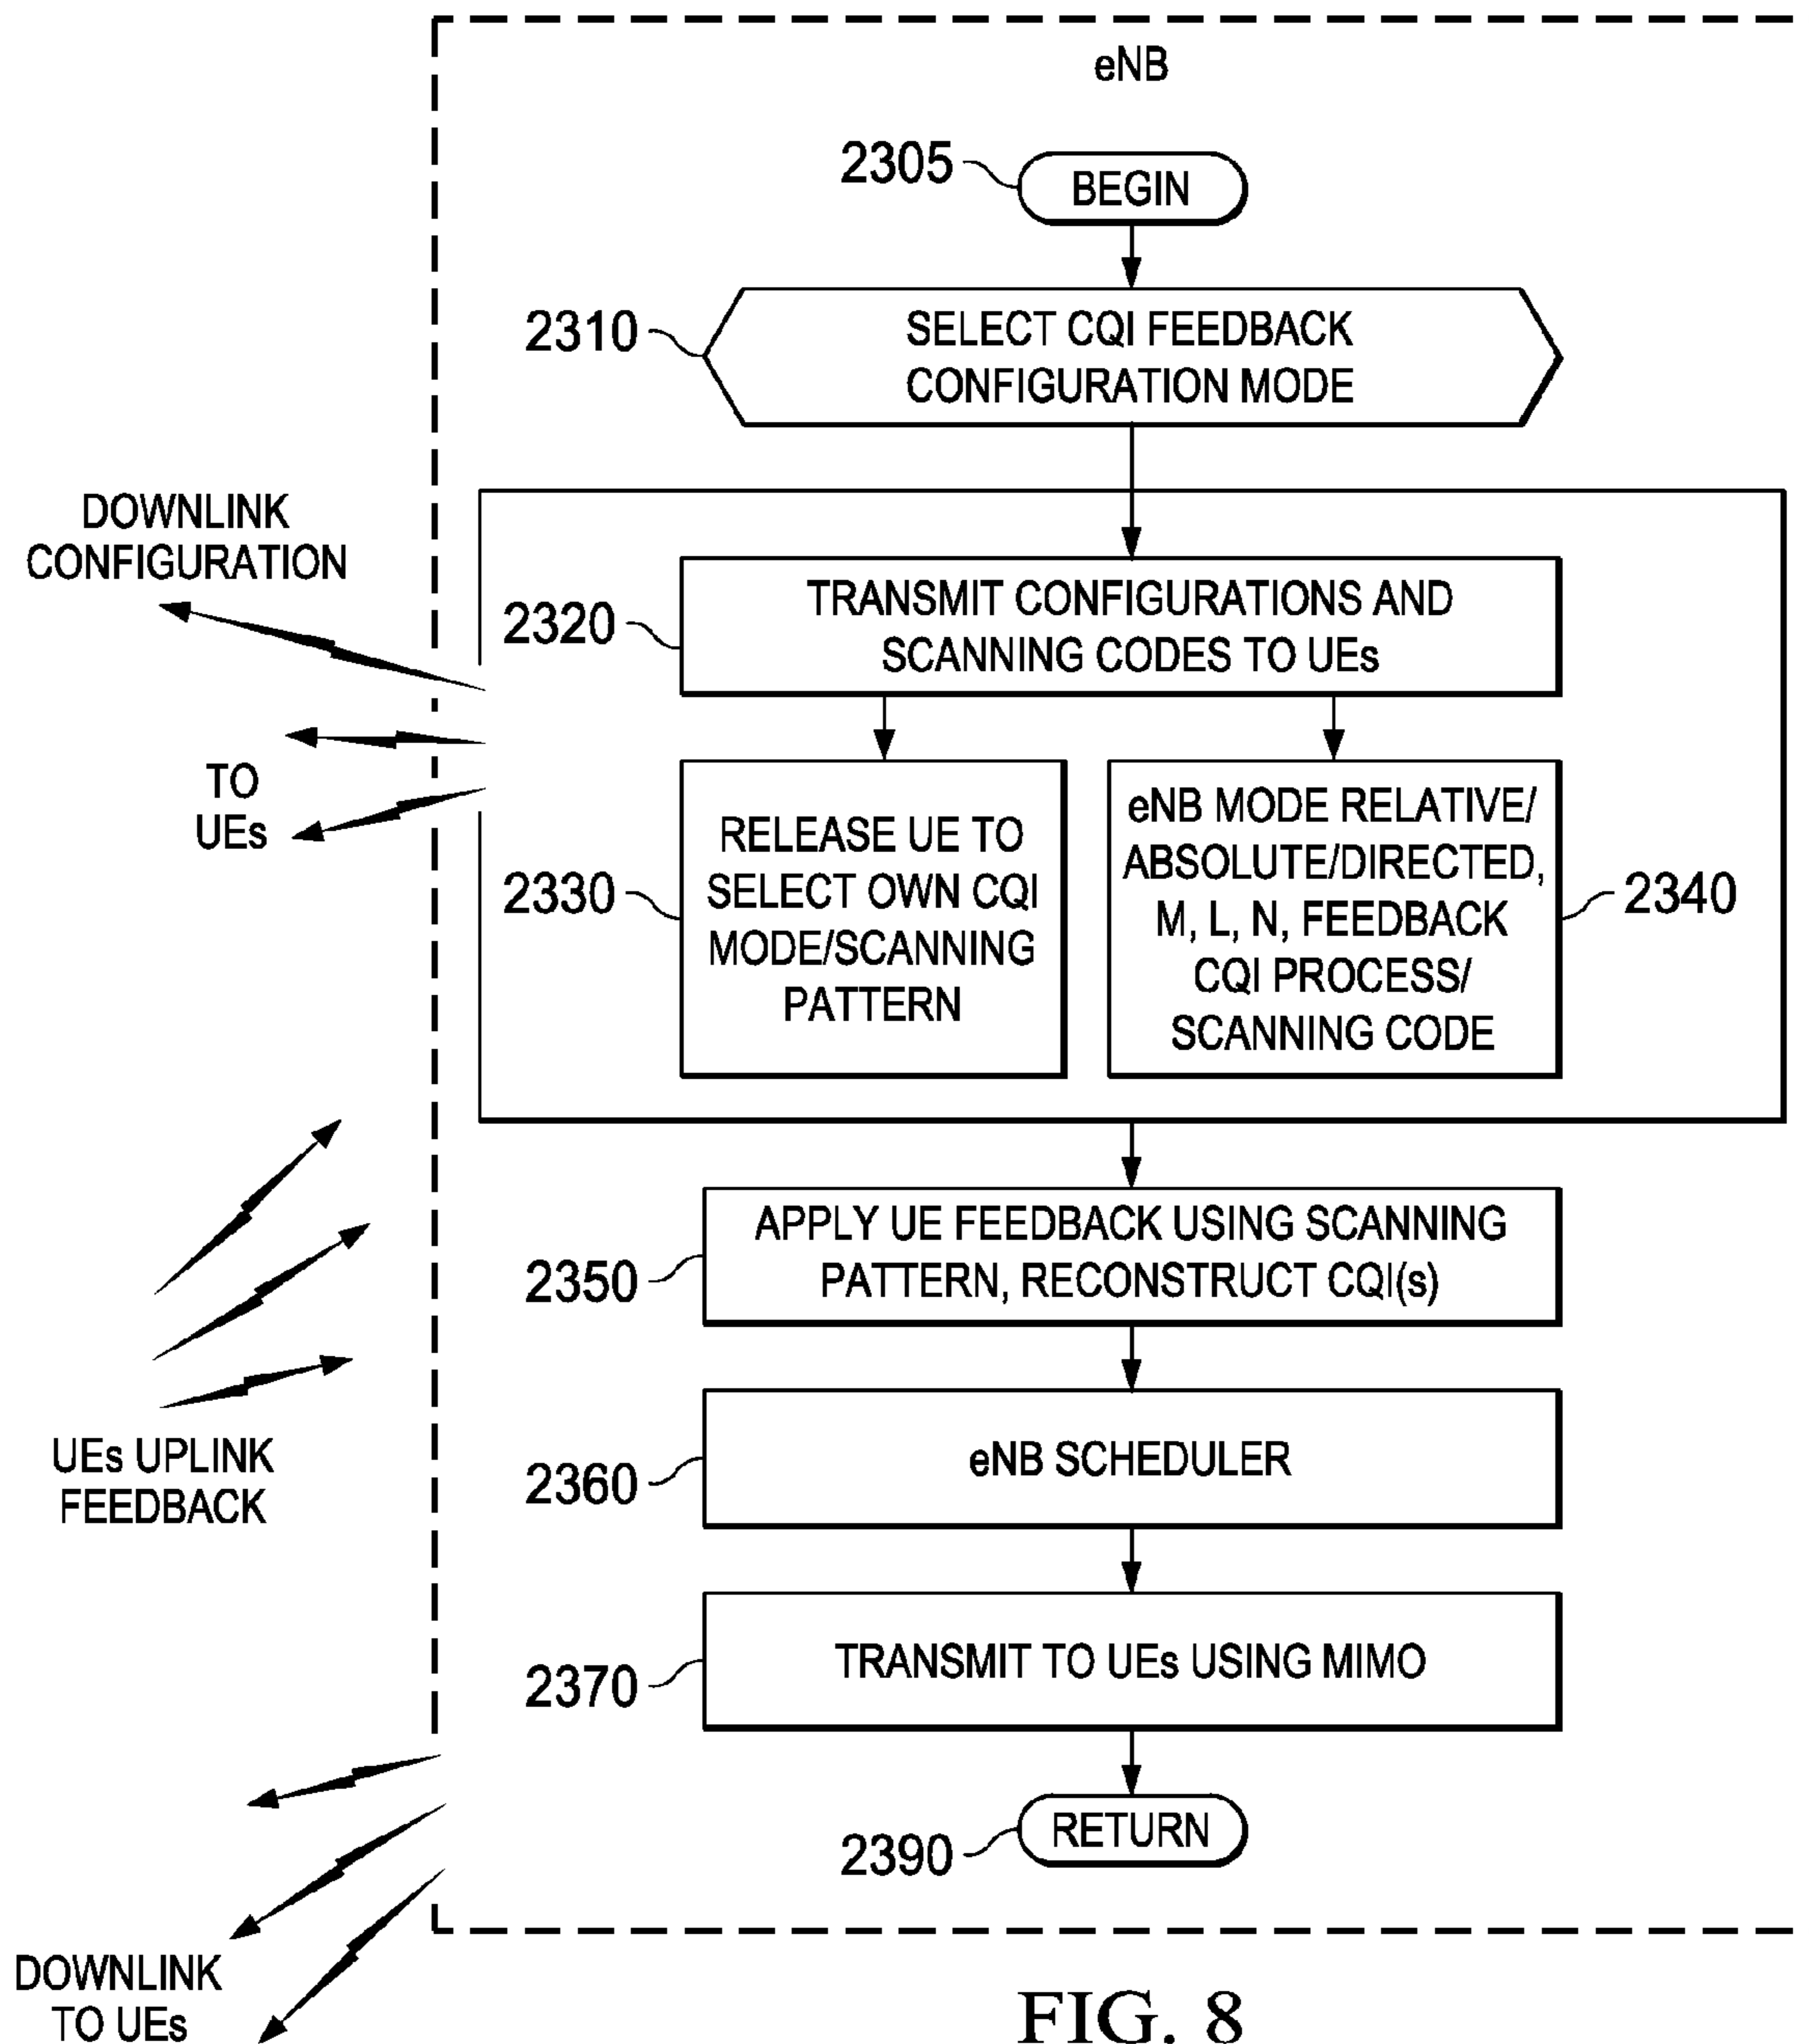 eNB
2305
BEGIN
2310
SELECT CQI FEEDBACK
CONFIGURATION MODE
DOWNLINK
CONFIGURATION
2320
TRANSMIT CONFIGURATIONS AND
SCANNING CODES TO UEs
TO
UEs
2330
RELEASE UE TO
SELECT OWN CQI
MODE/SCANNING
PATTERN
eNB MODE RELATIVE/
ABSOLUTE/DIRECTED,
M, L, N, FEEDBACK
CQI PROCESS/
SCANNING CODE
2340
2350
APPLY UE FEEDBACK USING SCANNING
PATTERN, RECONSTRUCT CQI(s)
UEs UPLINK
FEEDBACK
2360
eNB SCHEDULER
2370
TRANSMIT TO UEs USING MIMO
2390
RETURN
DOWNLINK
TO UEs
FIG. 8